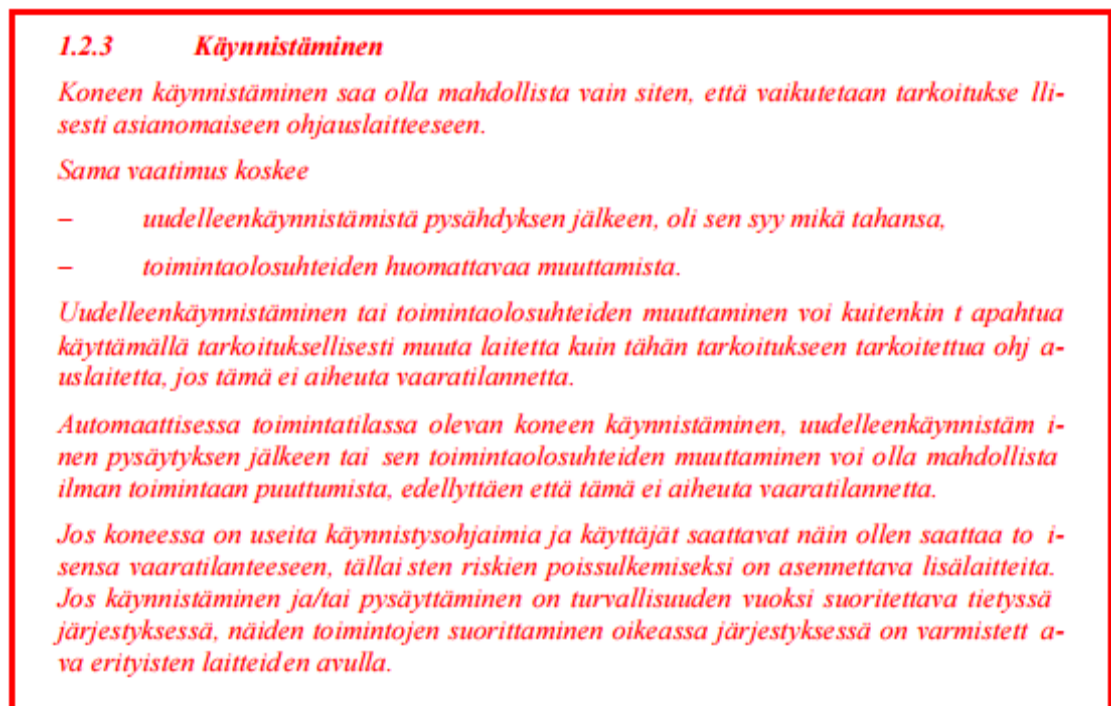 1.2.3 Käynnistäminen
Koneen käynnistäminen saa olla mahdollista vain siten, että vaikutetaan tarkoitukse lli-
sesti asianomaiseen ohjauslaitteeseen.
Sama vaatimus koskee
– uudelleenkäynnistämistä pysähdyksen jälkeen, oli sen syy mikä tahansa,
– toimintaolosuhteiden huomattavaa muuttamista.
Uudelleenkäynnistäminen tai toimintaolosuhteiden muuttaminen voi kuitenkin t apahtua
käyttämällä tarkoituksellisesti muuta laitetta kuin tähän tarkoitukseen tarkoitettua ohj a-
uslaitetta, jos tämä ei aiheuta vaaratilannetta.
Automaattisessa toimintatilassa olevan koneen käynnistäminen, uudelleenkäynnistäm i-
nen pysäytyksen jälkeen tai sen toimintaolosuhteiden muuttaminen voi olla mahdollista
ilman toimintaan puuttumista, edellyttäen että tämä ei aiheuta vaaratilannetta.
Jos koneessa on useita käynnistysohjaimia ja käyttäjät saattavat näin ollen saattaa to i-
sensa vaaratilanteeseen, tällai sten riskien poissulkemiseksi on asennettava lisälaitteita.
Jos käynnistäminen ja/tai pysäyttäminen on turvallisuuden vuoksi suoritettava tietyssä
järjestyksessä, näiden toimintojen suorittaminen oikeassa järjestyksessä on varmistett a-
va erityisten laitteiden avulla.